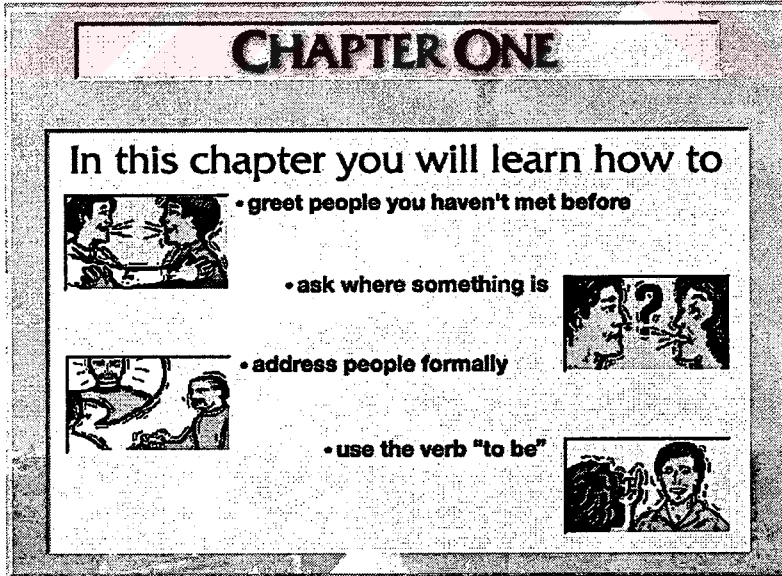 CHAPTER ONE
In this chapter you will learn how to
• greet people you haven't met before
• ask where something is
?
• address people formally
• use the verb "to be"